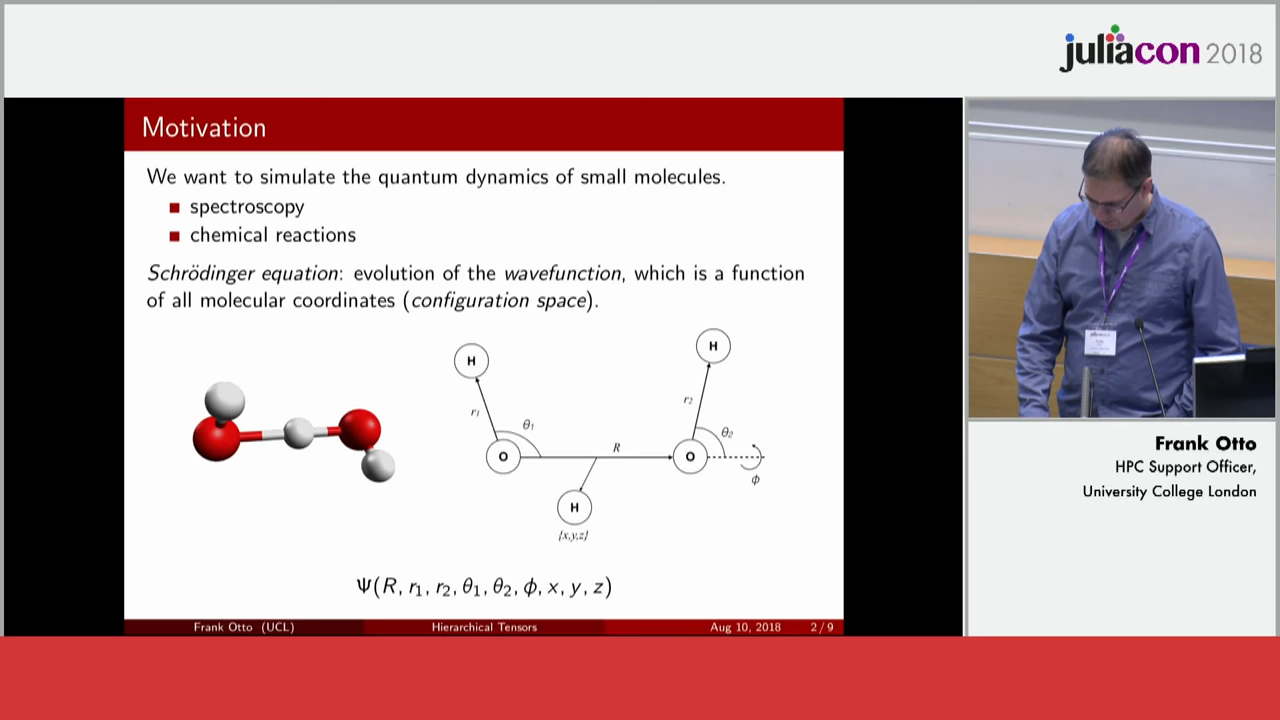 juliacon 2018
Motivation
We want to simulate the quantum dynamics of small molecules.
spectroscopy
chemical reactions
Schrödinger equation: evolution of the wavefunction, which is a function
of all molecular coordinates (configuration space).
H
H
r₁
r₂
θ₁
θ₂
O
R
O
ϕ
H
{x,y,z}
Ψ(R, r₁, r₂, θ₁, θ₂, ϕ, x, y, z)
Frank Otto (UCL) Hierarchical Tensors Aug 10, 2018 2 / 9
Frank Otto
HPC Support Officer,
University College London